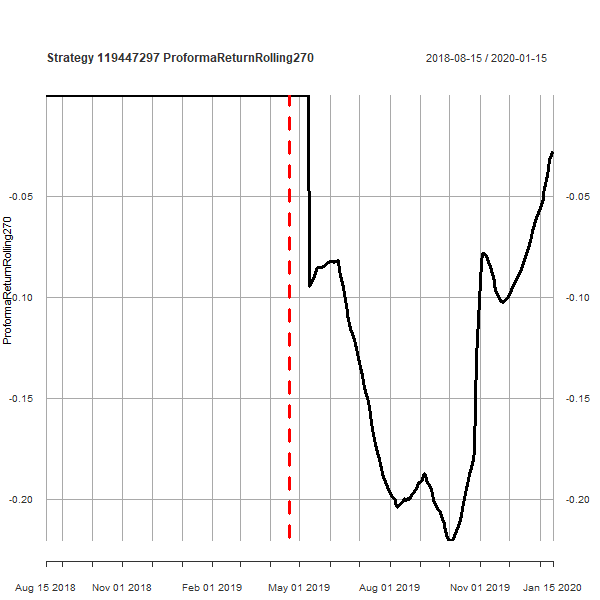 Strategy 119447297 ProformaReturnRolling270
2018-08-15 / 2020-01-15
ProformaReturnRolling270
-0.05 -0.05
-0.10 -0.10
-0.15 -0.15
-0.20 -0.20
Aug 15 2018 Nov 01 2018 Feb 01 2019 May 01 2019 Aug 01 2019 Nov 01 2019 Jan 15 2020